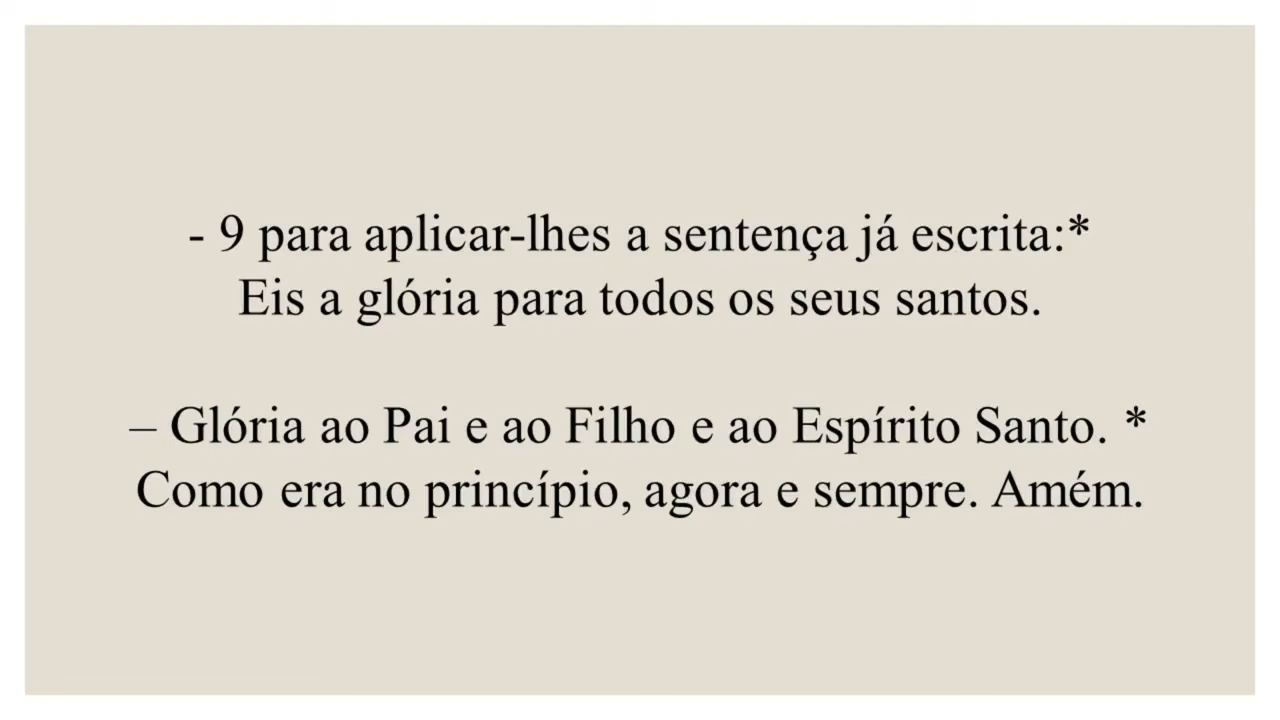 - 9 para aplicar-lhes a sentença já escrita:*
Eis a glória para todos os seus santos.
– Glória ao Pai e ao Filho e ao Espírito Santo. *
Como era no princípio, agora e sempre. Amém.